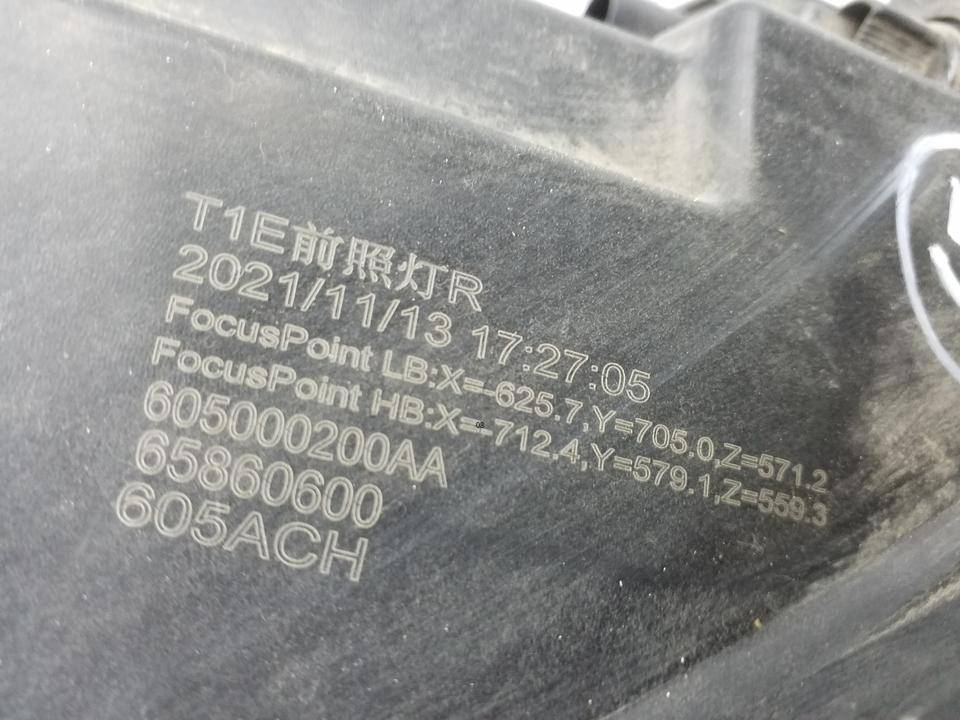 T1E前照灯R
2021/11/13 17:27:05
FocusPoint LB:X=-625.7,Y=705.0,Z=571.2
FocusPoint HB:X=-712.4,Y=579.1,Z=559.3
605000200AA
65860600
605ACH